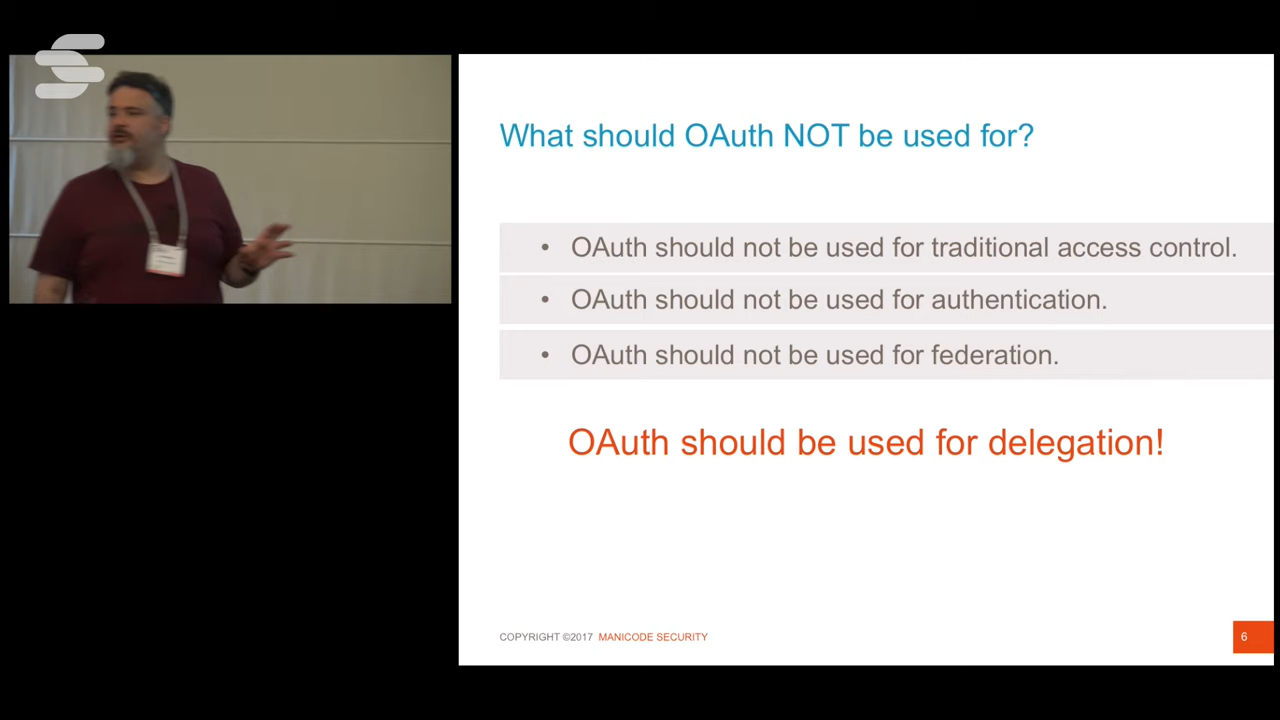 What should OAuth NOT be used for?
• OAuth should not be used for traditional access control.
• OAuth should not be used for authentication.
• OAuth should not be used for federation.
OAuth should be used for delegation!
COPYRIGHT ©2017 MANICODE SECURITY
6